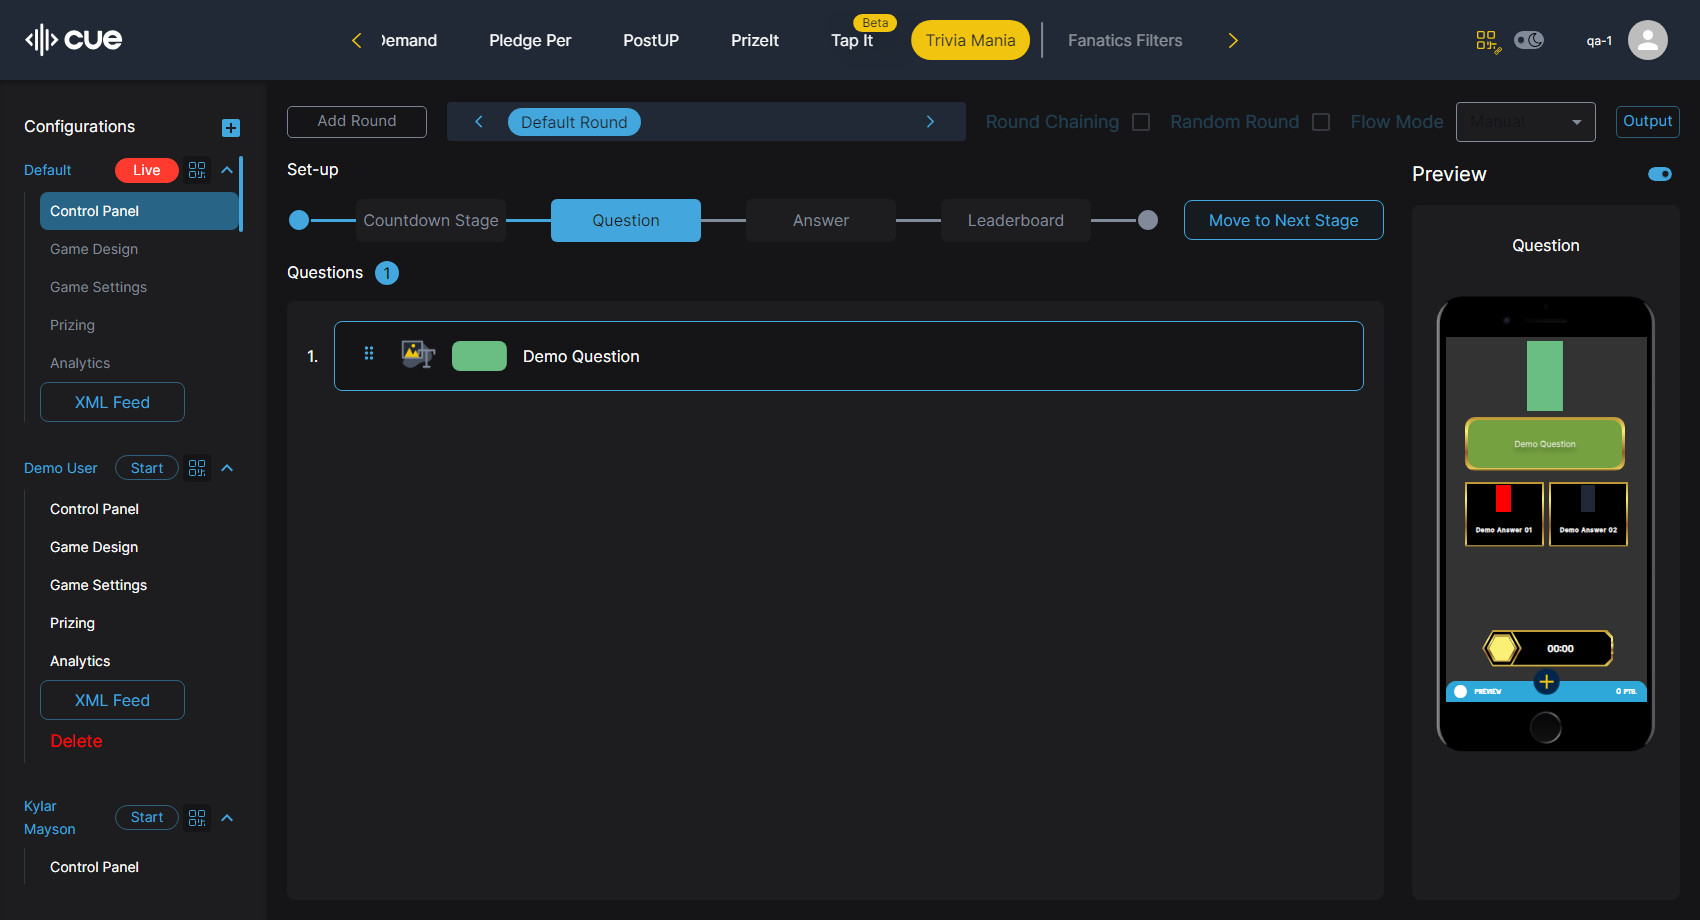 cue
Demand
Pledge Per
PostUP
PrizeIt
Tap It
Beta
Trivia Mania
Fanatics Filters
qa-1
Configurations
Default
Live
Control Panel
Game Design
Game Settings
Prizing
Analytics
XML Feed
Demo User
Start
Control Panel
Game Design
Game Settings
Prizing
Analytics
XML Feed
Delete
Kylar
Mayson
Start
Control Panel
Add Round
Default Round
Round Chaining
Random Round
Flow Mode
Manual
Output
Set-up
Countdown Stage
Question
Answer
Leaderboard
Move to Next Stage
Questions 1
1.
Demo Question
Preview
Question
Demo Question
Demo Answer 01
Demo Answer 02
00:00
PREVIEW
0 PTS.